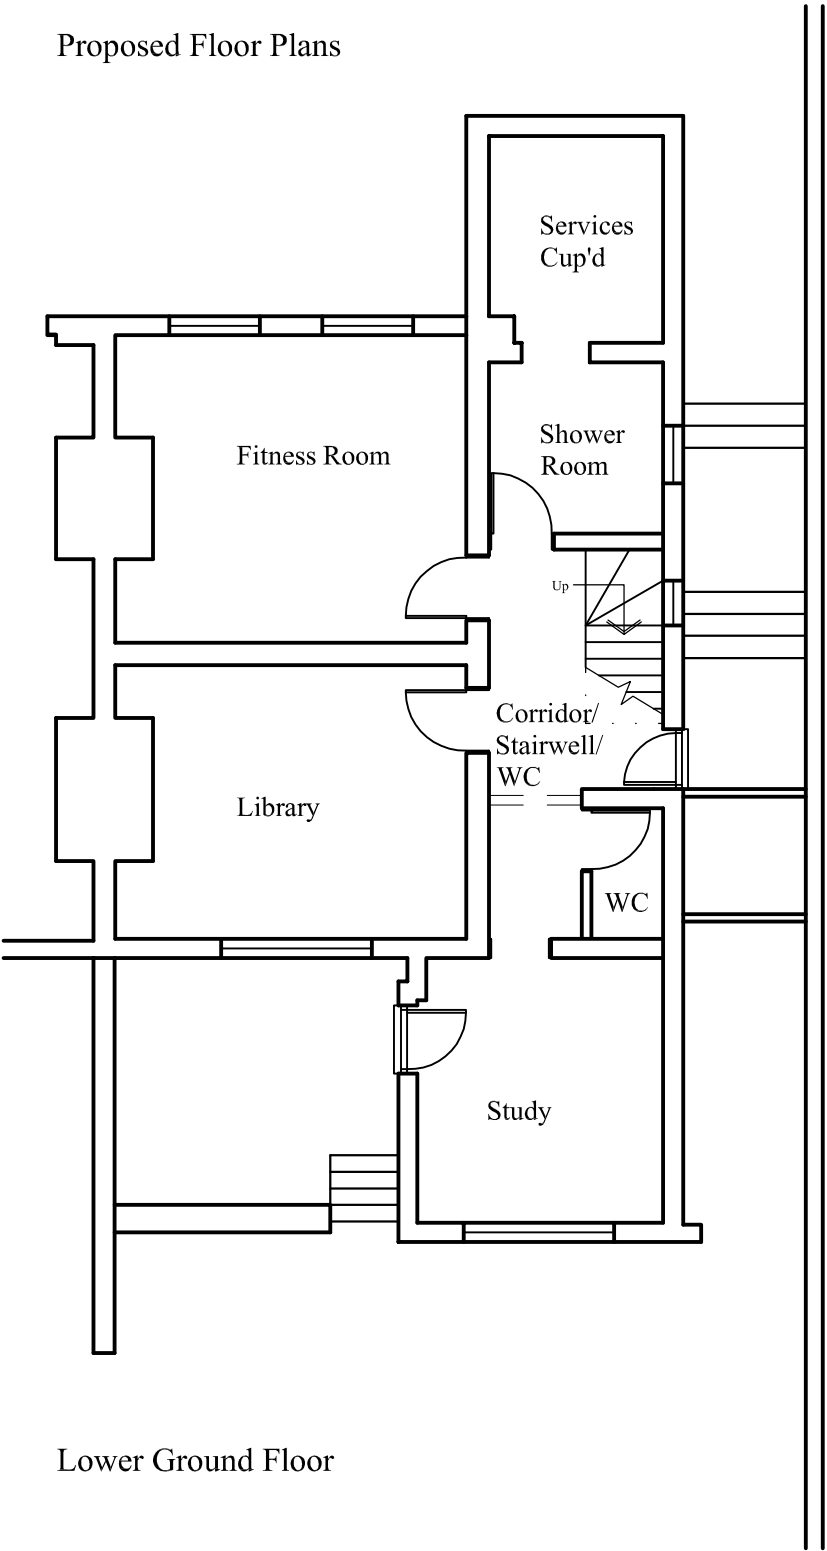 Proposed Floor Plans
Services
Cup'd
Fitness Room
Shower
Room
Up
Corridor/
Stairwell/
WC
Library
WC
Study
Lower Ground Floor